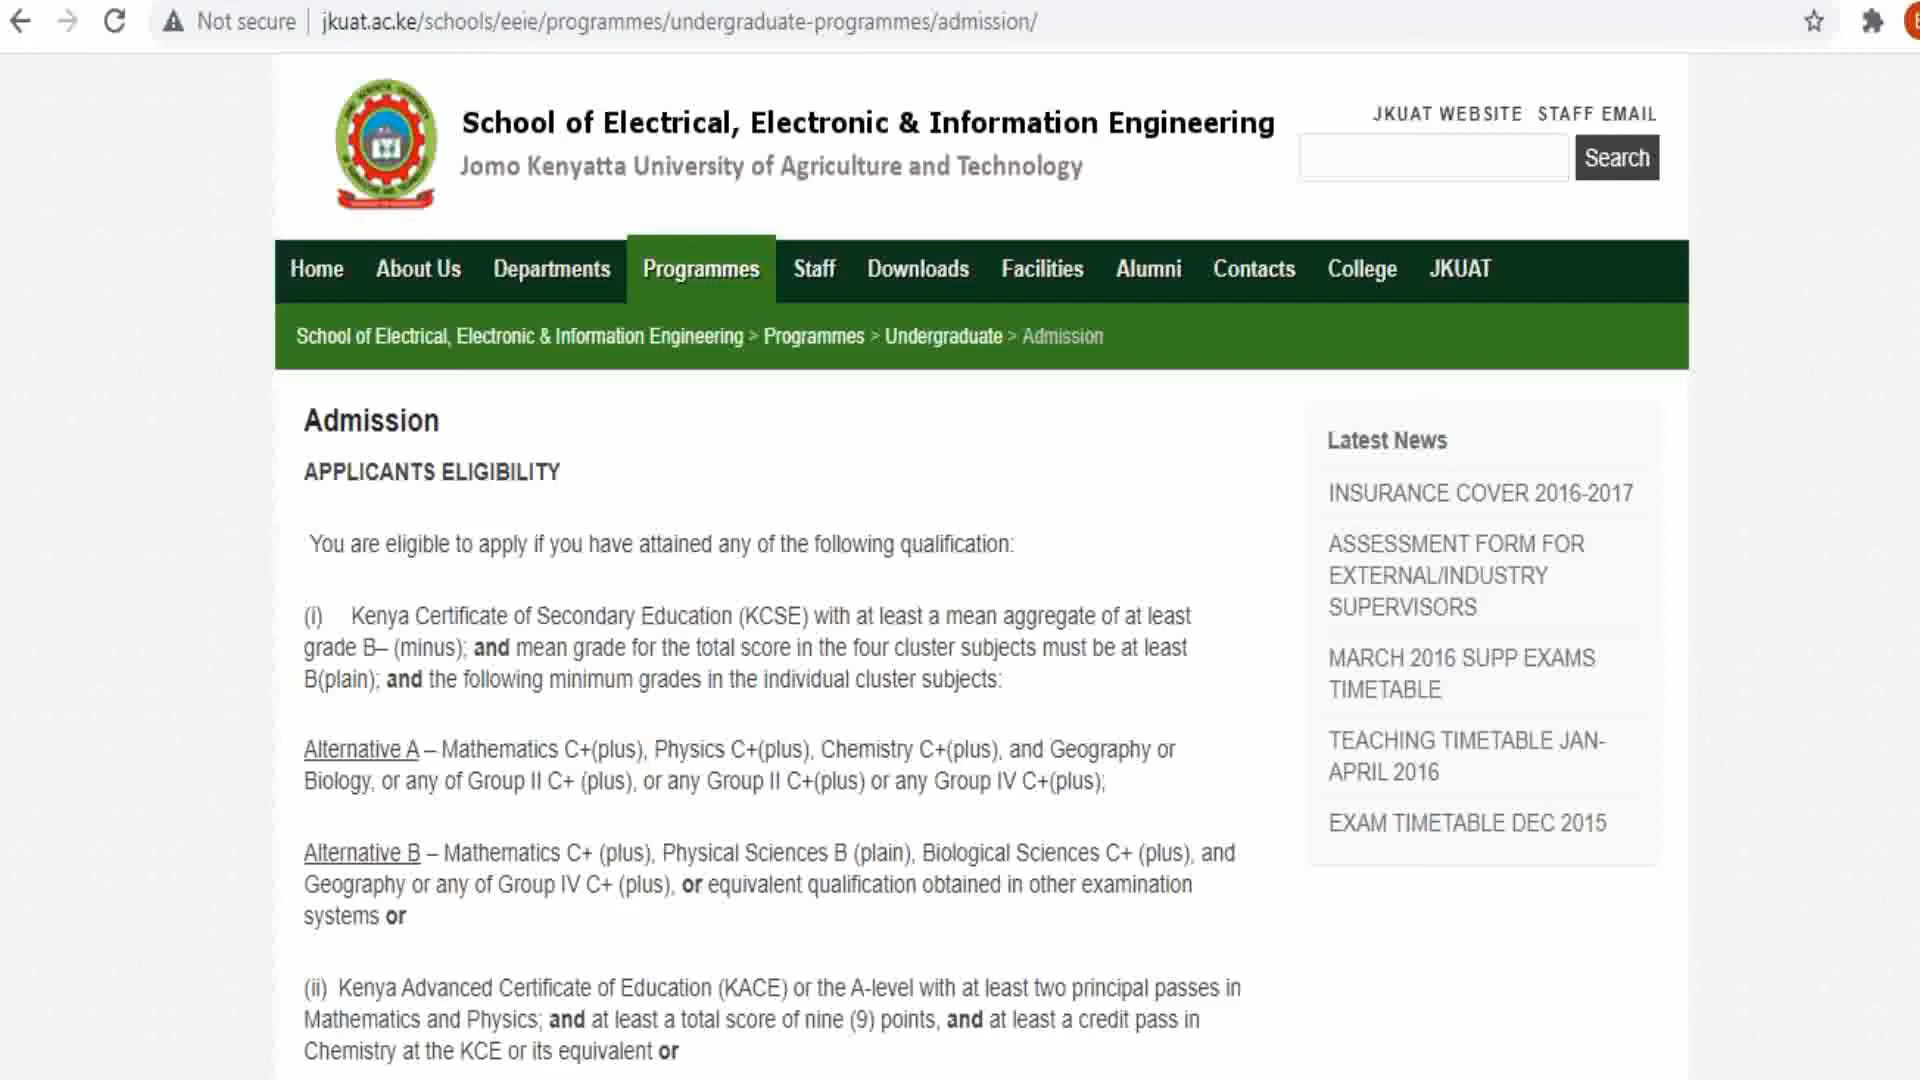 Not secure jkuat.ac.ke/schools/eeie/programmes/undergraduate-programmes/admission/
School of Electrical, Electronic & Information Engineering
Jomo Kenyatta University of Agriculture and Technology
JKUAT WEBSITE STAFF EMAIL
Search
Home About Us Departments Programmes Staff Downloads Facilities Alumni Contacts College JKUAT
School of Electrical, Electronic & Information Engineering > Programmes > Undergraduate > Admission
Admission
APPLICANTS ELIGIBILITY
You are eligible to apply if you have attained any of the following qualification:
(i) Kenya Certificate of Secondary Education (KCSE) with at least a mean aggregate of at least
grade B– (minus); and mean grade for the total score in the four cluster subjects must be at least
B(plain); and the following minimum grades in the individual cluster subjects:
Alternative A – Mathematics C+(plus), Physics C+(plus), Chemistry C+(plus), and Geography or
Biology, or any of Group II C+ (plus), or any Group II C+(plus) or any Group IV C+(plus);
Alternative B – Mathematics C+ (plus), Physical Sciences B (plain), Biological Sciences C+ (plus), and
Geography or any of Group IV C+ (plus), or equivalent qualification obtained in other examination
systems or
(ii) Kenya Advanced Certificate of Education (KACE) or the A-level with at least two principal passes in
Mathematics and Physics; and at least a total score of nine (9) points, and at least a credit pass in
Chemistry at the KCE or its equivalent or
Latest News
INSURANCE COVER 2016-2017
ASSESSMENT FORM FOR
EXTERNAL/INDUSTRY
SUPERVISORS
MARCH 2016 SUPP EXAMS
TIMETABLE
TEACHING TIMETABLE JAN-
APRIL 2016
EXAM TIMETABLE DEC 2015